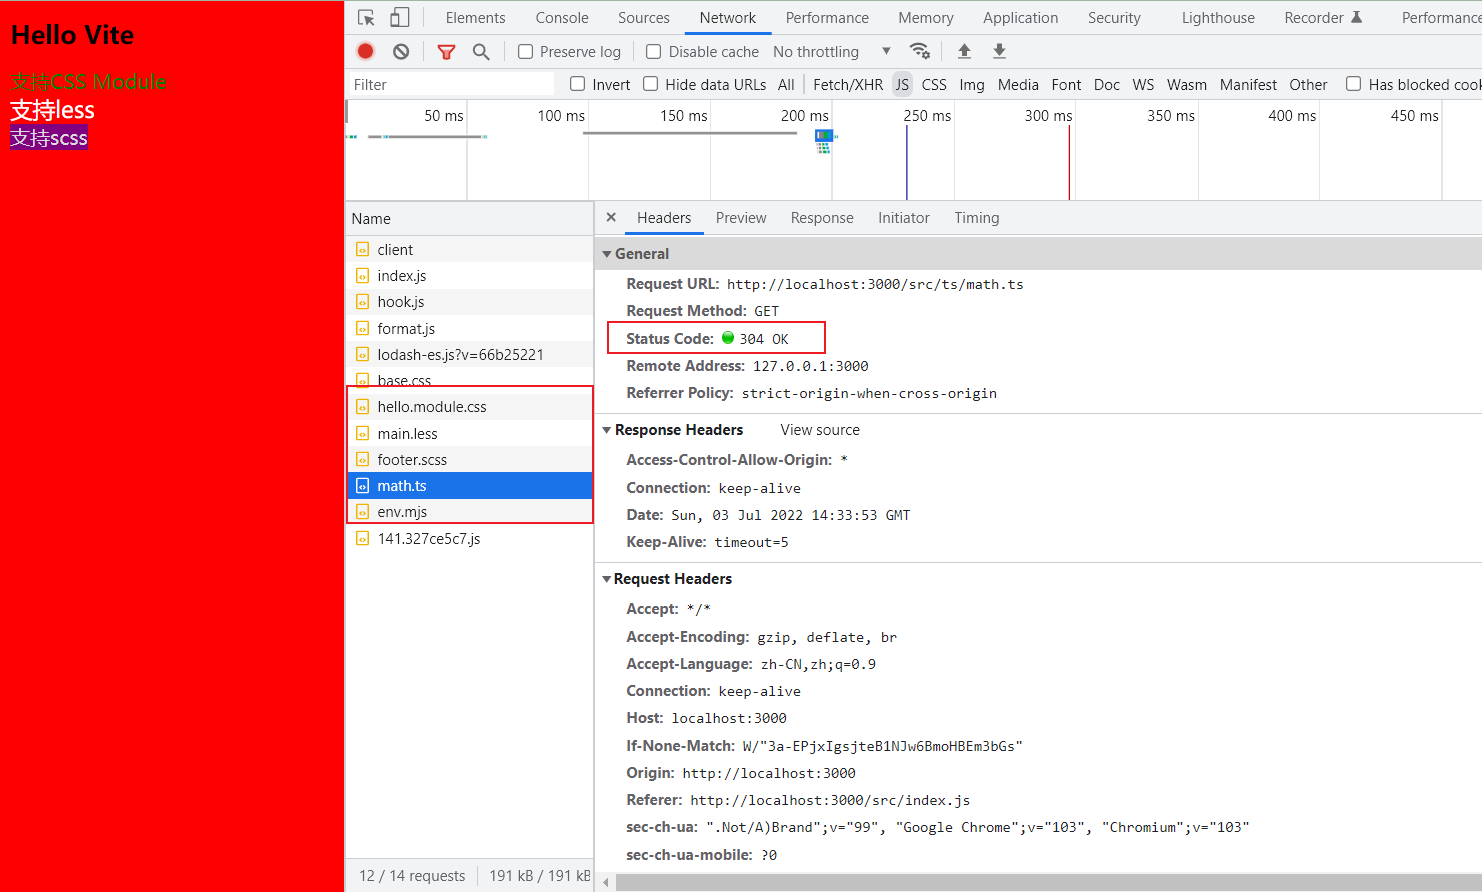 Hello Vite
支持CSS Module
支持less
支持scss
Elements Console Sources Network Performance Memory Application Security Lighthouse Recorder Performance
Preserve log Disable cache No throttling
Filter Invert Hide data URLs All Fetch/XHR JS CSS Img Media Font Doc WS Wasm Manifest Other Has blocked coo
50 ms 100 ms 150 ms 200 ms 250 ms 300 ms 350 ms 400 ms 450 ms
Name
client
index.js
hook.js
format.js
lodash-es.js?v=66b25221
base.css
hello.module.css
main.less
footer.scss
math.ts
env.mjs
141.327ce5c7.js
12 / 14 requests 191 kB / 191 kB
Headers Preview Response Initiator Timing
General
Request URL: http://localhost:3000/src/ts/math.ts
Request Method: GET
Status Code: 304 OK
Remote Address: 127.0.0.1:3000
Referrer Policy: strict-origin-when-cross-origin
Response Headers View source
Access-Control-Allow-Origin: *
Connection: keep-alive
Date: Sun, 03 Jul 2022 14:33:53 GMT
Keep-Alive: timeout=5
Request Headers
Accept: */*
Accept-Encoding: gzip, deflate, br
Accept-Language: zh-CN,zh;q=0.9
Connection: keep-alive
Host: localhost:3000
If-None-Match: W/"3a-EPjxIgsjteB1NJw6BmoHBEm3bGs"
Origin: http://localhost:3000
Referer: http://localhost:3000/src/index.js
sec-ch-ua: ".Not/A)Brand";v="99", "Google Chrome";v="103", "Chromium";v="103"
sec-ch-ua-mobile: ?0